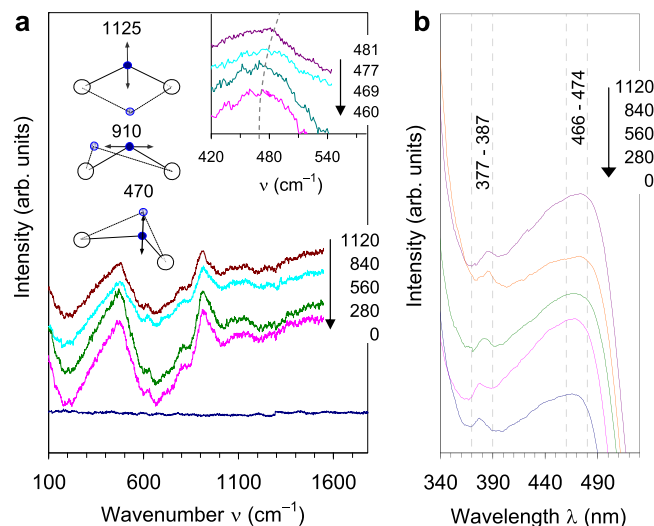 a
1125
910
470
481
477
469
460
420 480 540
ν (cm⁻¹)
Intensity (arb. units)
1120
840
560
280
0
100 600 1100 1600
Wavenumber ν (cm⁻¹)
b
377 - 387
466 - 474
1120
840
560
280
0
Intensity (arb. units)
340 390 440 490
Wavelength λ (nm)